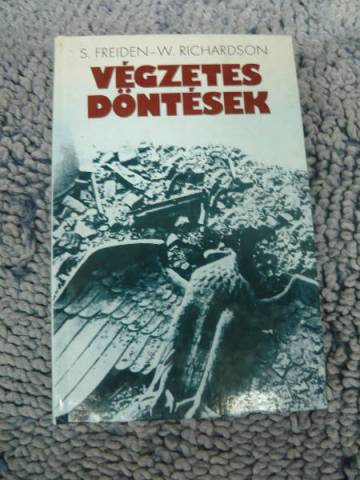 S. FREIDEN-W. RICHARDSON
VÉGZETES
DÖNTÉSEK